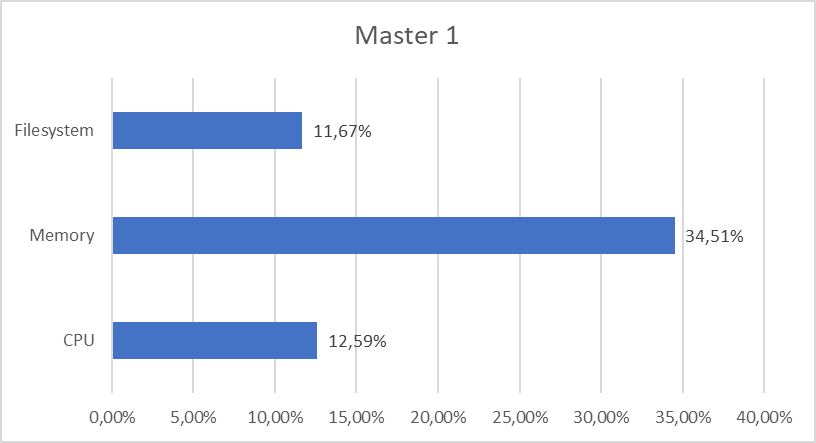 Master 1
Filesystem
11,67%
Memory
34,51%
CPU
12,59%
0,00% 5,00% 10,00% 15,00% 20,00% 25,00% 30,00% 35,00% 40,00%